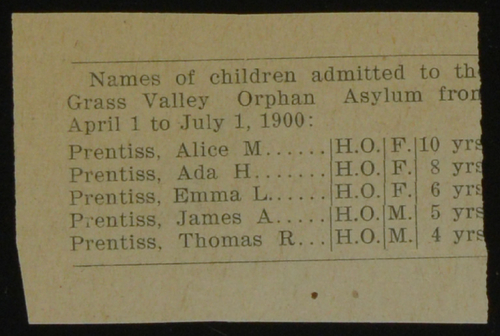 Names of children admitted to th
Grass Valley Orphan Asylum fron
April 1 to July 1, 1900:
Prentiss, Alice M...... H.O. F. 10 yrs
Prentiss, Ada H....... H.O. F. 8 yrs
Prentiss, Emma L...... H.O. F. 6 yrs
Prentiss, James A..... H.O. M. 5 yrs
Prentiss, Thomas R... H.O. M. 4 yrs